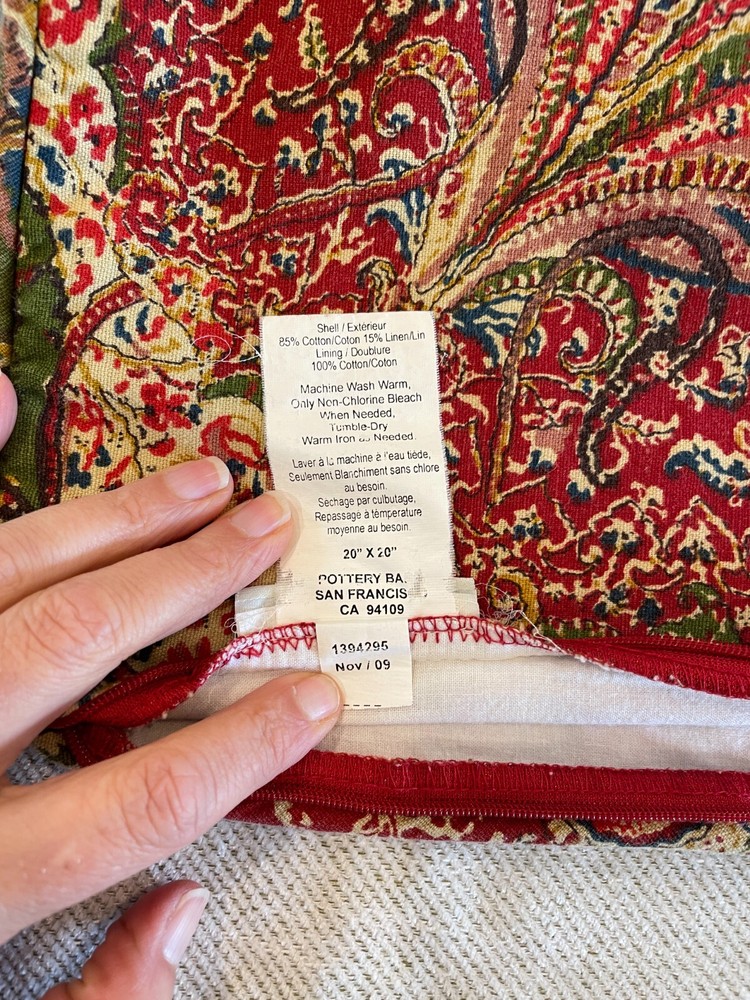 Shell / Extérieur
85% Cotton/Coton 15% Linen/Lin
Lining / Doublure
100% Cotton/Coton
Machine Wash Warm,
Only Non-Chlorine Bleach
When Needed,
Tumble-Dry
Warm Iron as Needed.
Laver à la machine à l'eau tiède,
Seulement Blanchiment sans chlore
au besoin.
Sechage par culbutage,
Repassage à température
moyenne au besoin.
20" X 20"
POTTERY BA
SAN FRANCIS
CA 94109
1394295
Nov / 09